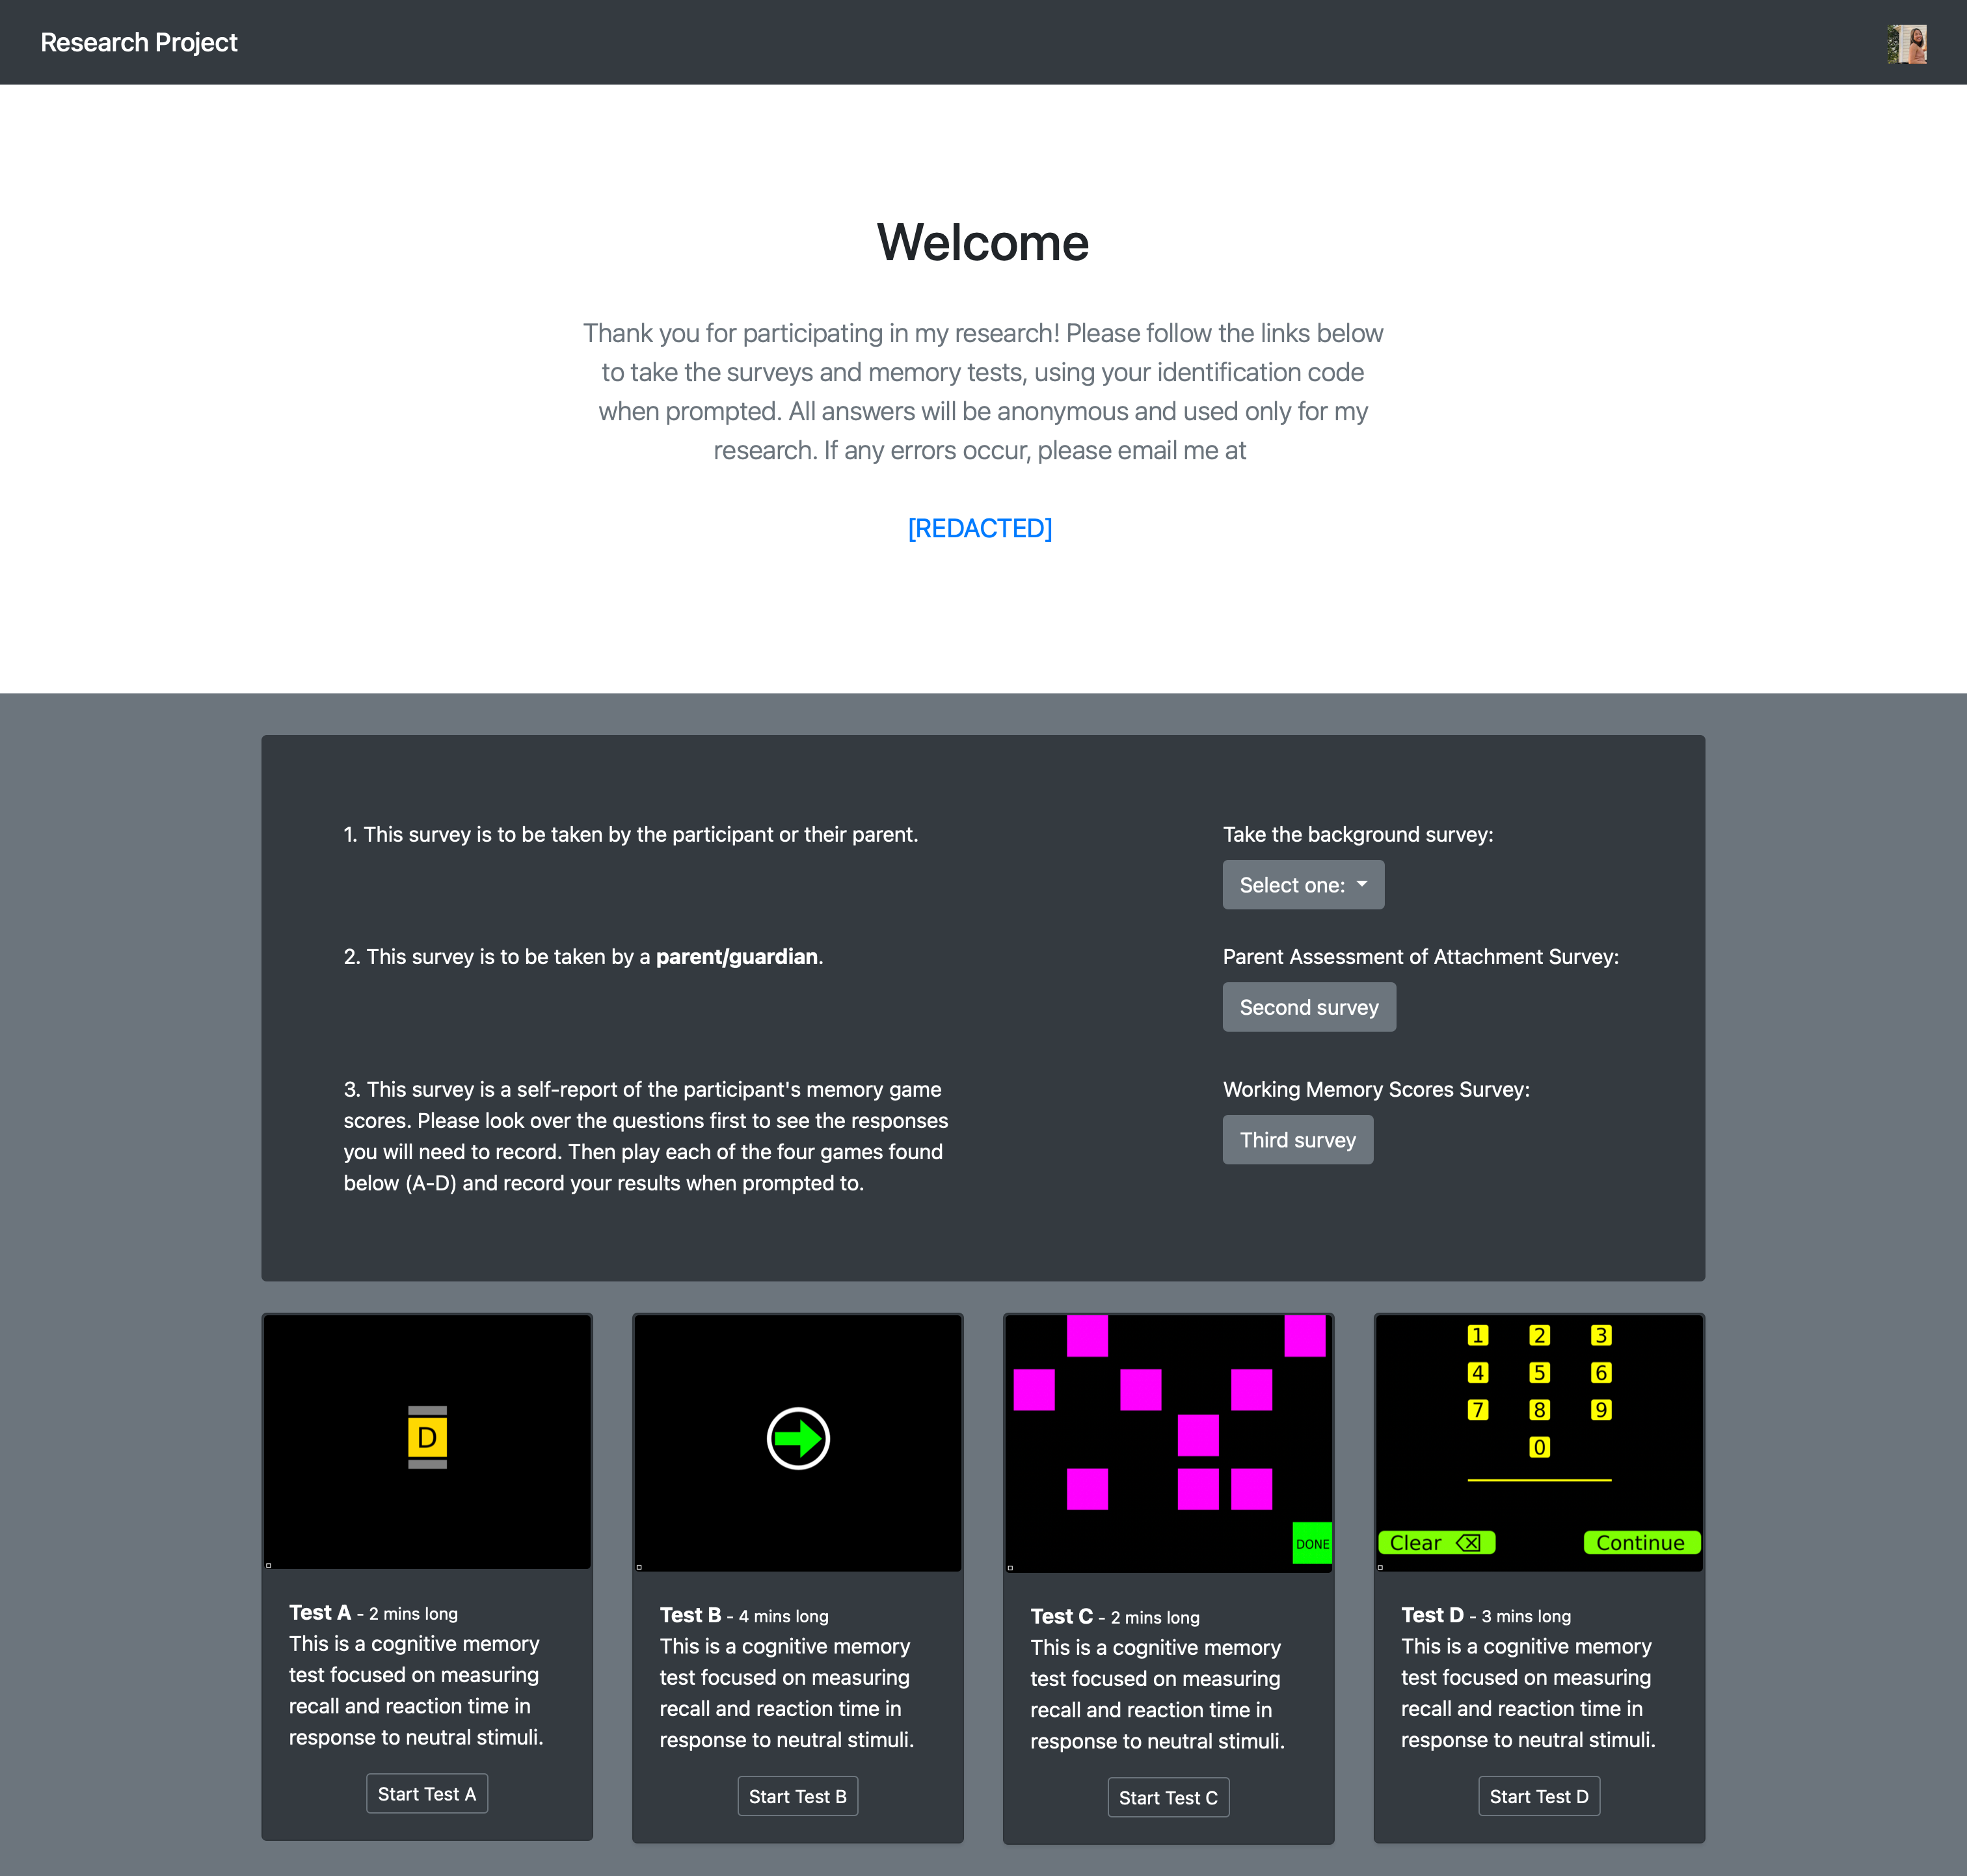 Research Project
Welcome
Thank you for participating in my research! Please follow the links below
to take the surveys and memory tests, using your identification code
when prompted. All answers will be anonymous and used only for my
research. If any errors occur, please email me at
[REDACTED]
1. This survey is to be taken by the participant or their parent.
Take the background survey:
Select one:
2. This survey is to be taken by a parent/guardian.
Parent Assessment of Attachment Survey:
Second survey
3. This survey is a self-report of the participant's memory game
scores. Please look over the questions first to see the responses
you will need to record. Then play each of the four games found
below (A-D) and record your results when prompted to.
Working Memory Scores Survey:
Third survey
D
Test A - 2 mins long
This is a cognitive memory
test focused on measuring
recall and reaction time in
response to neutral stimuli.
Start Test A
Test B - 4 mins long
This is a cognitive memory
test focused on measuring
recall and reaction time in
response to neutral stimuli.
Start Test B
DONE
Test C - 2 mins long
This is a cognitive memory
test focused on measuring
recall and reaction time in
response to neutral stimuli.
Start Test C
1 2 3
4 5 6
7 8 9
0
Clear
Continue
Test D - 3 mins long
This is a cognitive memory
test focused on measuring
recall and reaction time in
response to neutral stimuli.
Start Test D